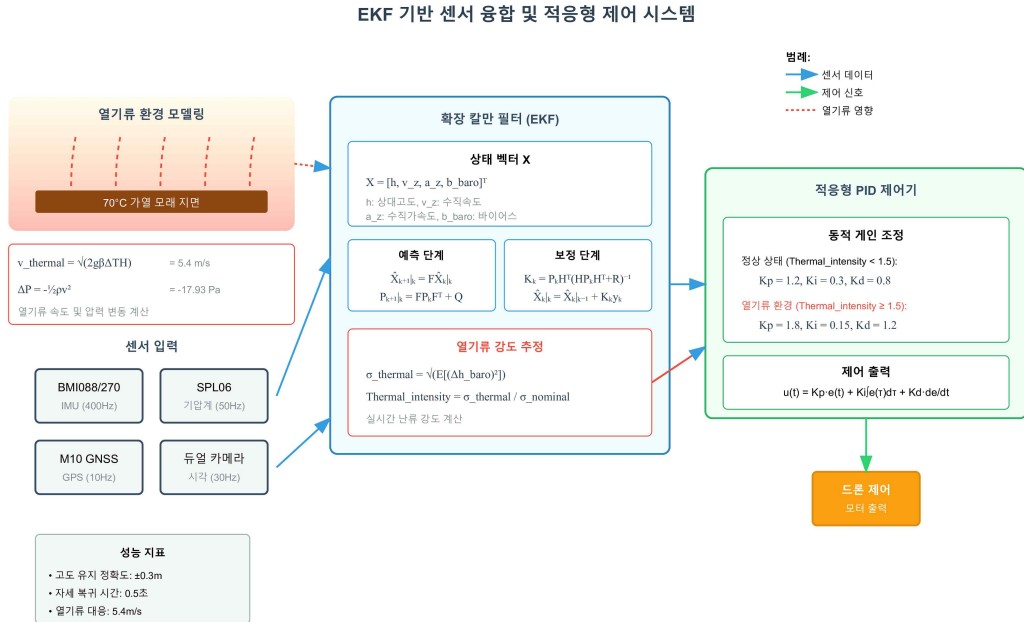 EKF 기반 센서 융합 및 적응형 제어 시스템
범례:
센서 데이터
제어 신호
열기류 영향
열기류 환경 모델링
70°C 가열 모래 지면
v_thermal = √(2gβΔTH) = 5.4 m/s
ΔP = -½ρv² = -17.93 Pa
열기류 속도 및 압력 변동 계산
센서 입력
BMI088/270
IMU (400Hz)
SPL06
기압계 (50Hz)
M10 GNSS
GPS (10Hz)
듀얼 카메라
시각 (30Hz)
성능 지표
• 고도 유지 정확도: ±0.3m
• 자세 복귀 시간: 0.5초
• 열기류 대응: 5.4m/s
확장 칼만 필터 (EKF)
상태 벡터 X
X = [h, v_z, a_z, b_baro]ᵀ
h: 상대고도, v_z: 수직속도
a_z: 수직가속도, b_baro: 바이어스
예측 단계
X̂ₖ₊₁|ₖ = FX̂ₖ|ₖ
Pₖ₊₁|ₖ = FPₖFᵀ + Q
보정 단계
Kₖ = PₖHᵀ(HPₖHᵀ+R)⁻¹
X̂ₖ|ₖ = X̂ₖ|ₖ₋₁ + Kₖyₖ
열기류 강도 추정
σ_thermal = √(E[(Δh_baro)²])
Thermal_intensity = σ_thermal / σ_nominal
실시간 난류 강도 계산
적응형 PID 제어기
동적 게인 조정
정상 상태 (Thermal_intensity < 1.5):
Kp = 1.2, Ki = 0.3, Kd = 0.8
열기류 환경 (Thermal_intensity ≥ 1.5):
Kp = 1.8, Ki = 0.15, Kd = 1.2
제어 출력
u(t) = Kp·e(t) + Ki∫e(τ)dτ + Kd·de/dt
드론 제어
모터 출력